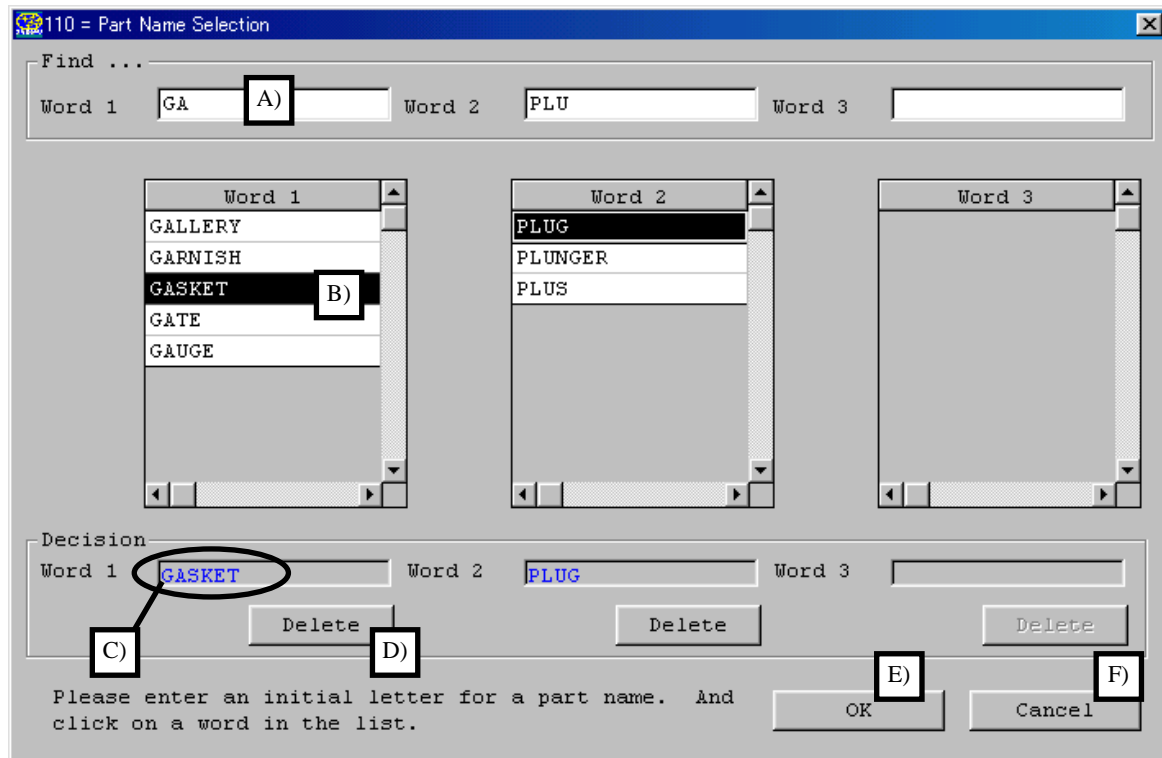 110 = Part Name Selection
Find ...
Word 1 GA A) Word 2 PLU Word 3
Word 1 Word 2 Word 3
GALLERY PLUG
GARNISH PLUNGER
GASKET B) PLUS
GATE
GAUGE
Decision
Word 1 GASKET Word 2 PLUG Word 3
Delete Delete Delete
C) D)
E) F)
Please enter an initial letter for a part name. And
click on a word in the list.
OK Cancel